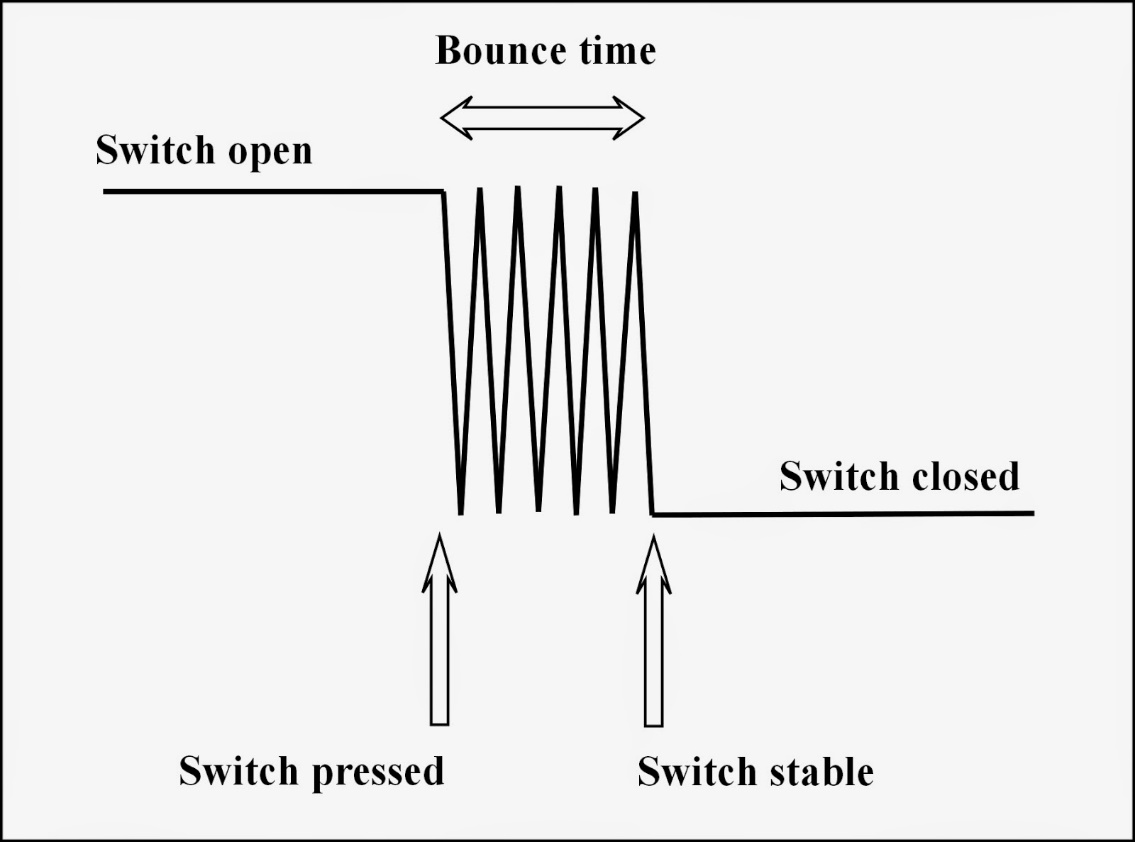 Bounce time
Switch open
Switch closed
Switch pressed
Switch stable